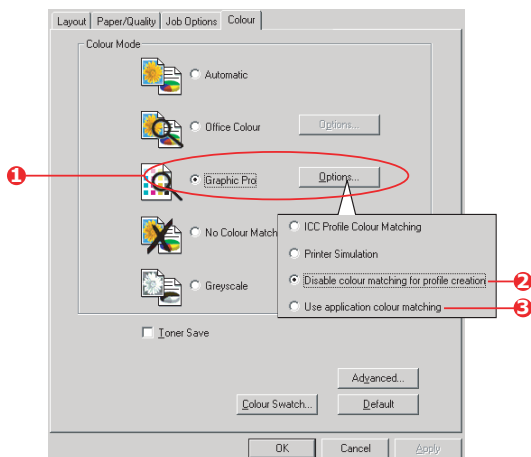 Layout Paper/Quality Job Options Colour
Colour Mode
Automatic
Office Colour Options...
1 Graphic Pro Options...
ICC Profile Colour Matching
No Colour Match
Printer Simulation
Disable colour matching for profile creation 2
Greyscale
Use application colour matching 3
Toner Save
Advanced...
Colour Swatch... Default
OK Cancel Apply